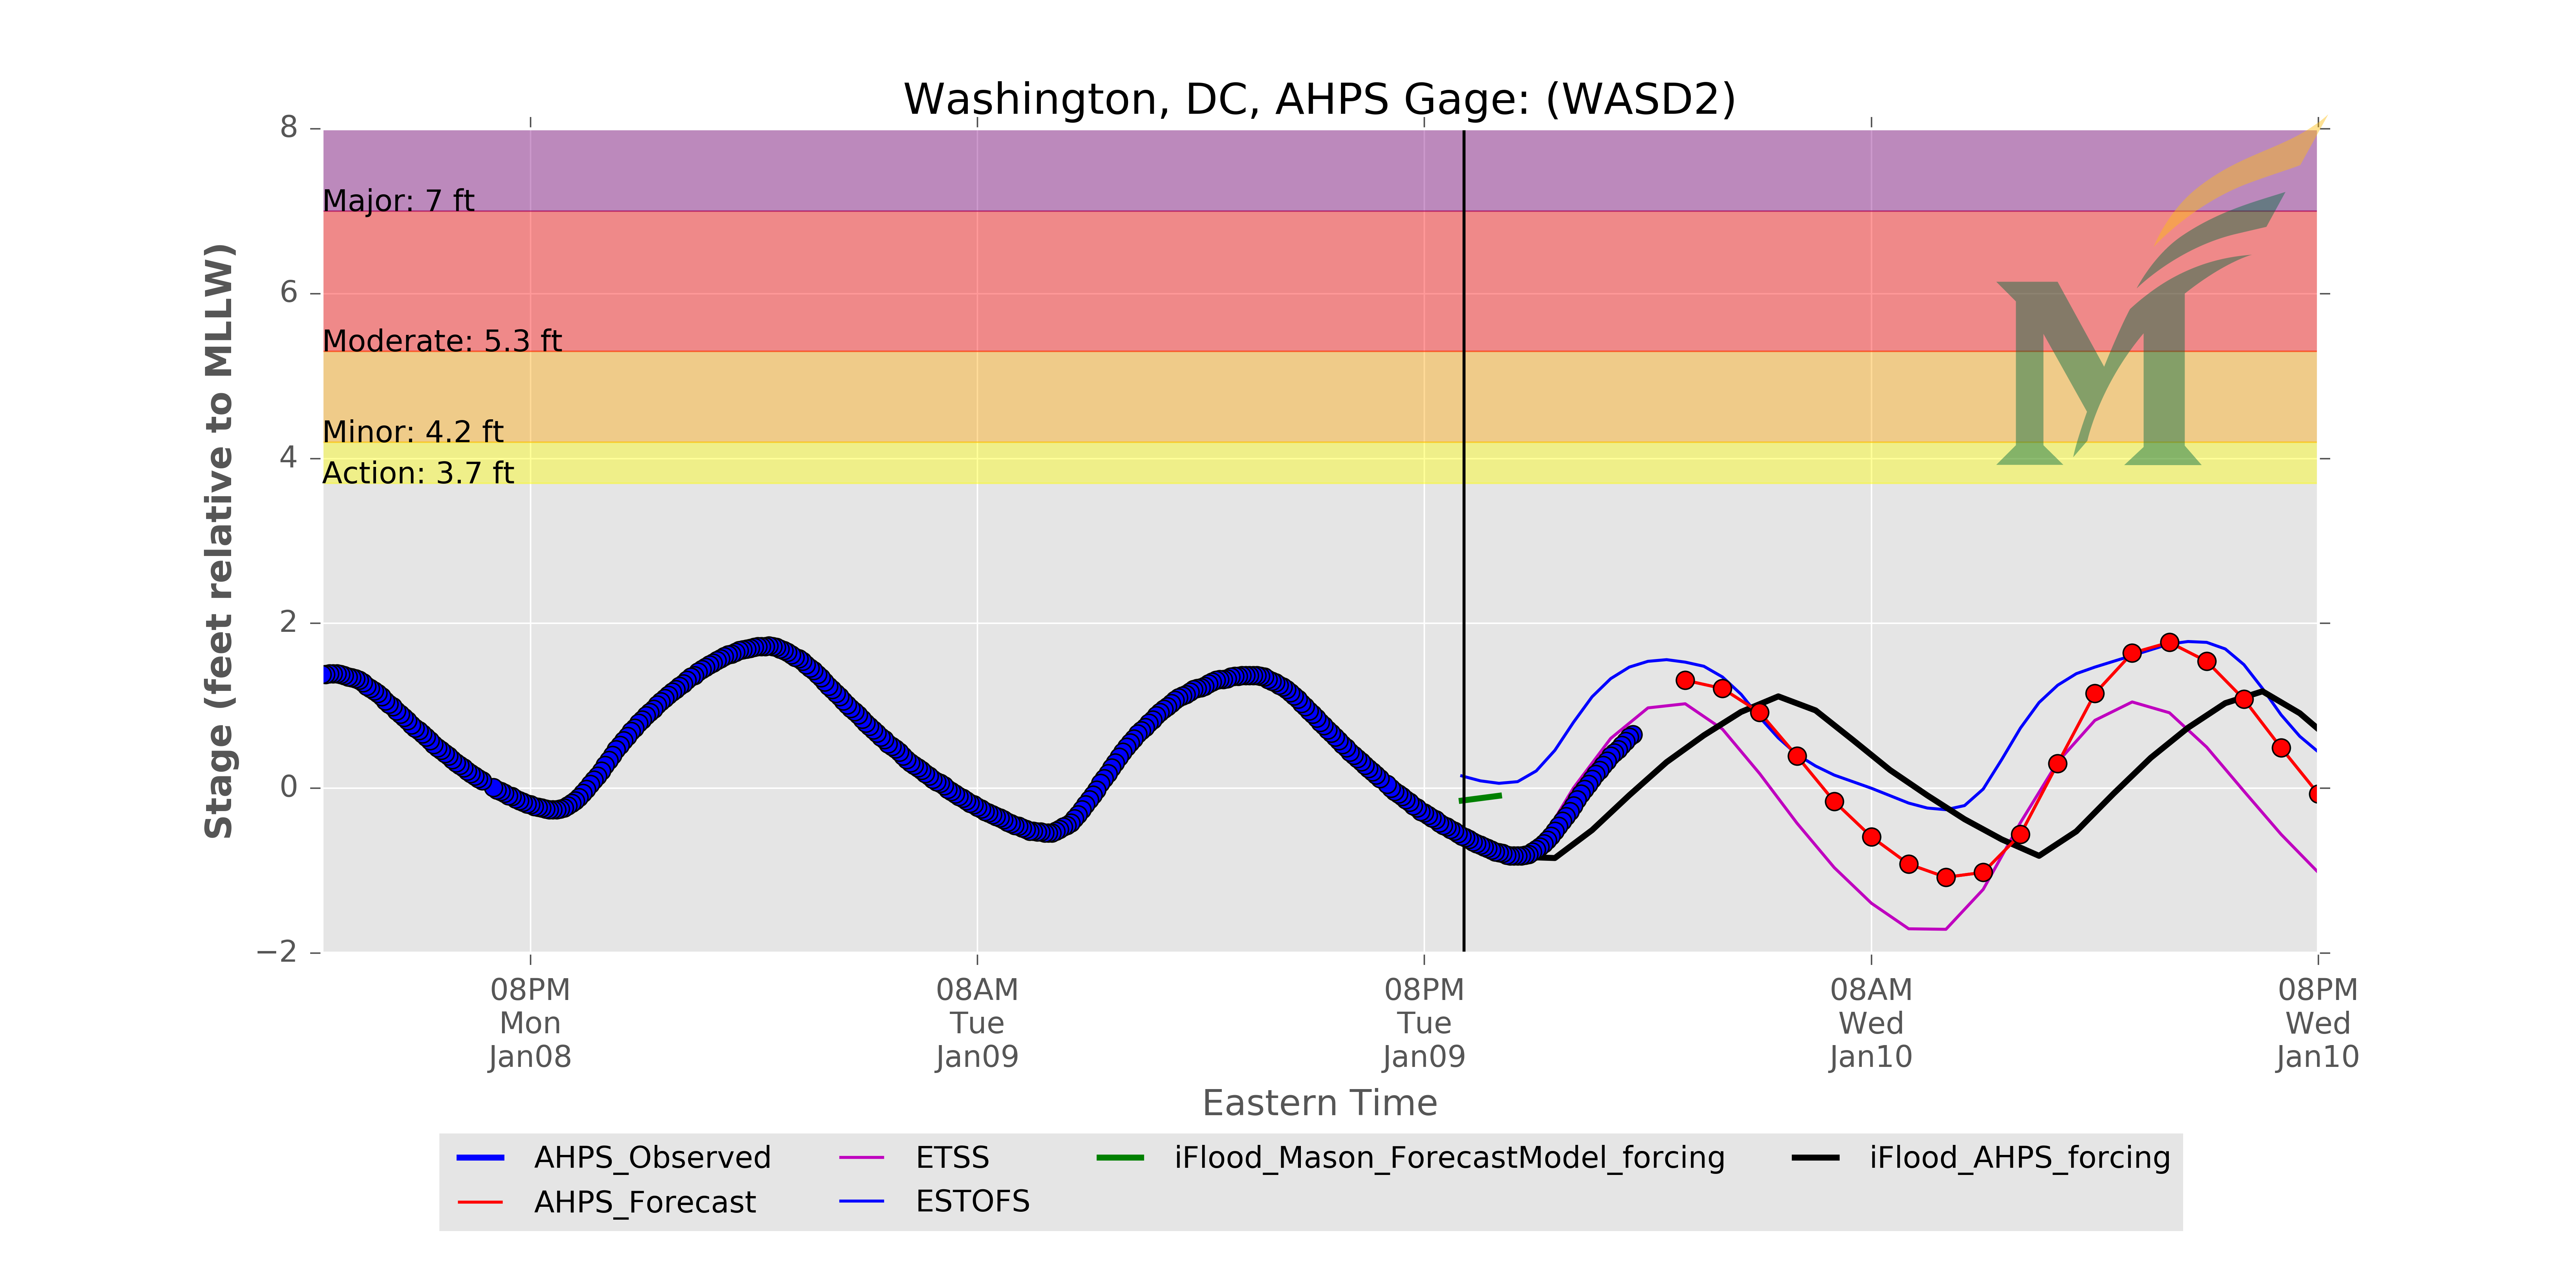 Washington, DC, AHPS Gage: (WASD2)
8
Major: 7 ft
6
Moderate: 5.3 ft
Minor: 4.2 ft
4
Action: 3.7 ft
2
0
−2
Stage (feet relative to MLLW)
08PM 08AM 08PM 08AM 08PM
Mon Tue Tue Wed Wed
Jan08 Jan09 Jan09 Jan10 Jan10
Eastern Time
AHPS_Observed ETSS iFlood_Mason_ForecastModel_forcing iFlood_AHPS_forcing
AHPS_Forecast ESTOFS
M